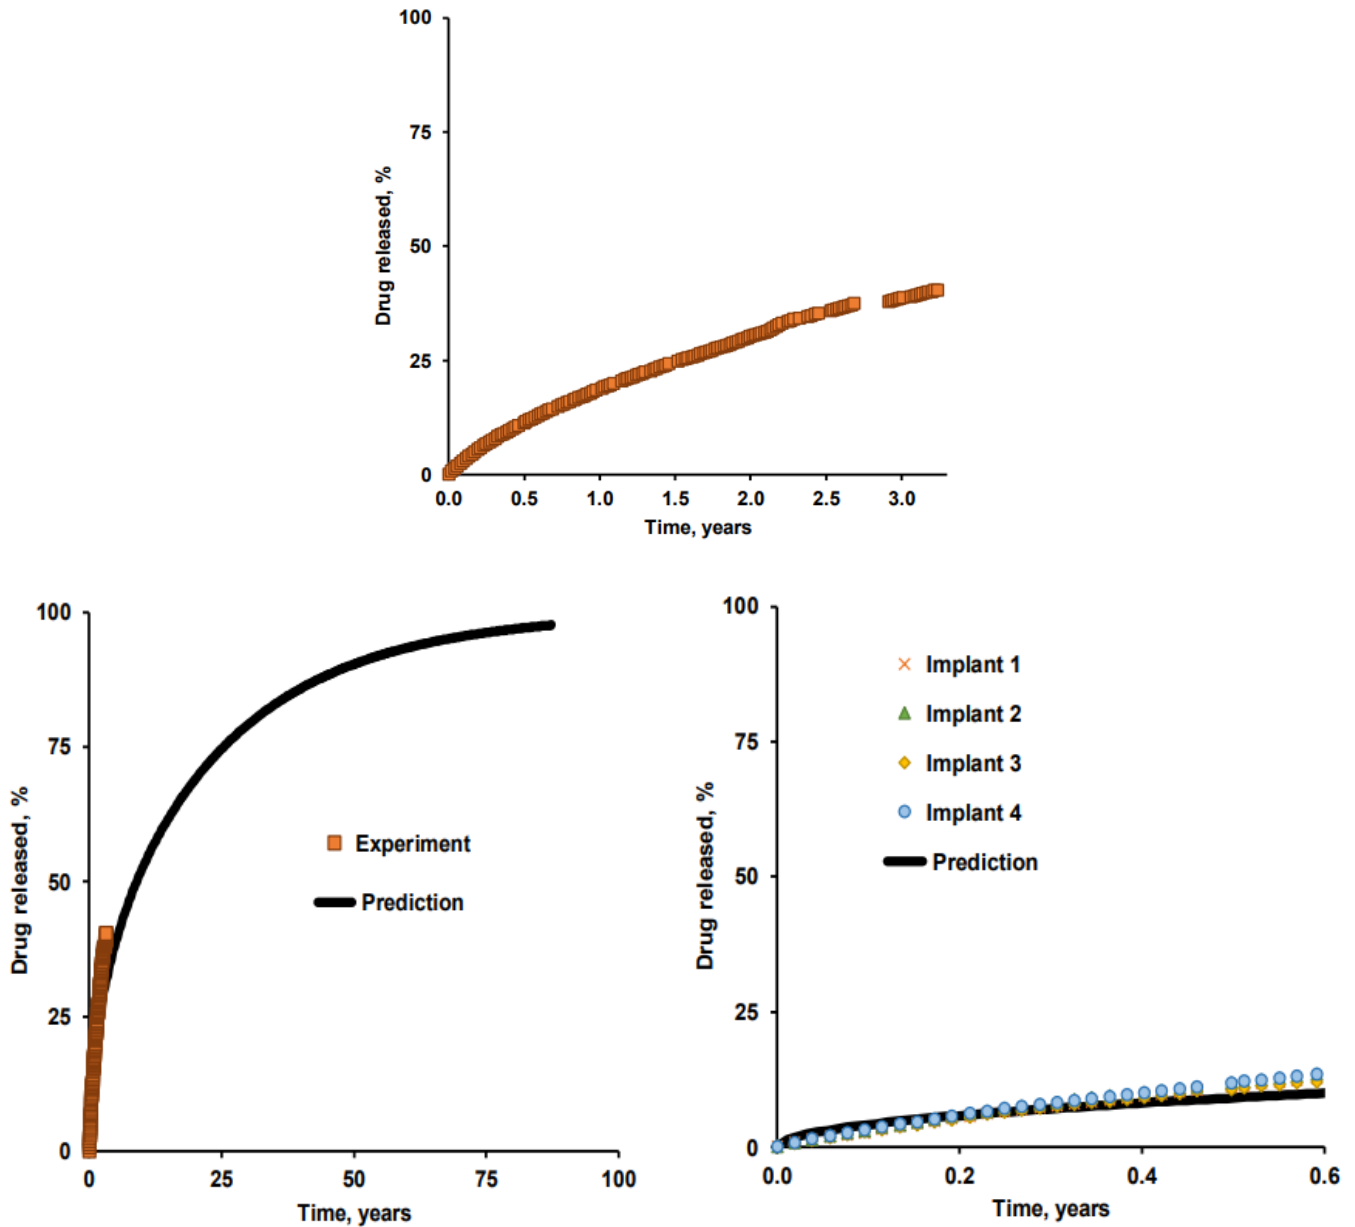 100
75
50
25
0
Drug released, %
0.0 0.5 1.0 1.5 2.0 2.5 3.0
Time, years
100
75
50
25
0
Drug released, %
Experiment
Prediction
0 25 50 75 100
Time, years
100
75
50
25
0
Drug released, %
Implant 1
Implant 2
Implant 3
Implant 4
Prediction
0.0 0.2 0.4 0.6
Time, years